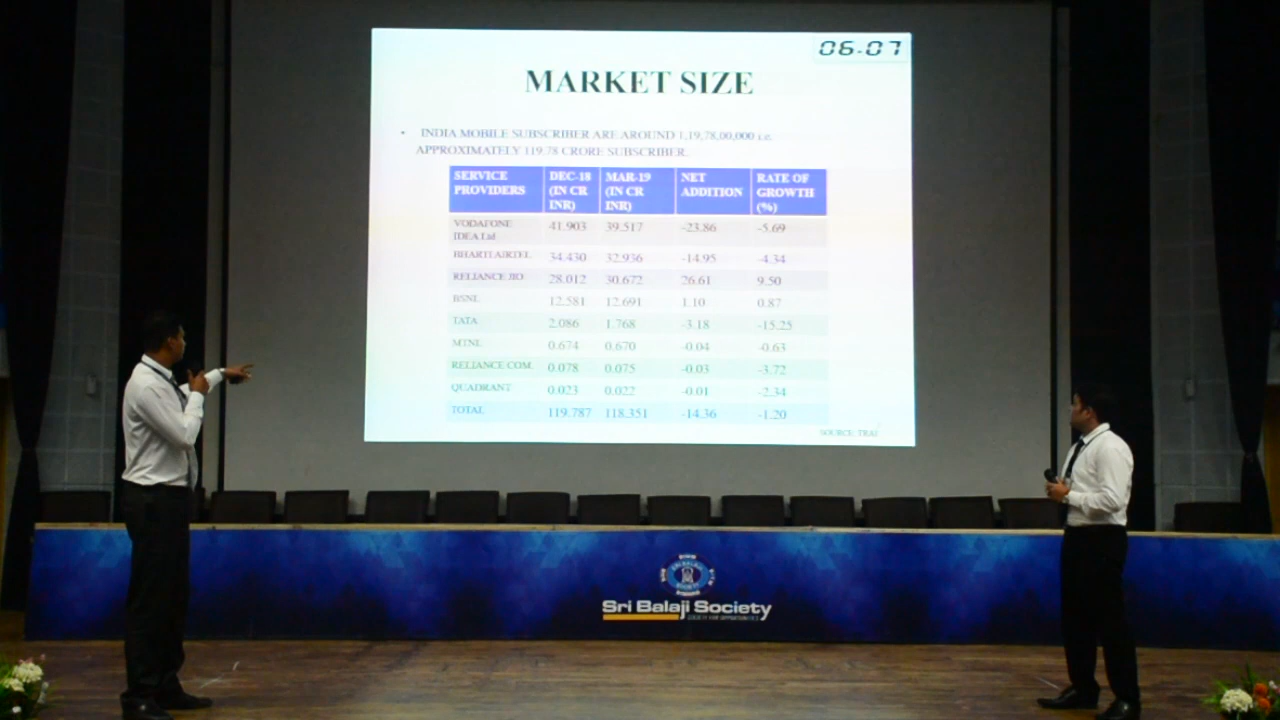 06-07
MARKET SIZE
• INDIA MOBILE SUBSCRIBER ARE AROUND 1,19,78,00,000 i.e.
APPROXIMATELY 119.78 CRORE SUBSCRIBER.
SERVICE PROVIDERS DEC-18 (IN CR INR) MAR-19 (IN CR INR) NET ADDITION RATE OF GROWTH (%)
VODAFONE IDEA Ltd 41.903 39.517 -23.86 -5.69
BHARTI AIRTEL 34.430 32.936 -14.95 -4.34
RELIANCE JIO 28.012 30.672 26.61 9.50
BSNL 12.581 12.691 1.10 0.87
TATA 2.086 1.768 -3.18 -15.25
MTNL 0.674 0.670 -0.04 -0.63
RELIANCE COM. 0.078 0.075 -0.03 -3.72
QUADRANT 0.023 0.022 -0.01 -2.34
TOTAL 119.787 118.351 -14.36 -1.20
SOURCE: TRAI
Sri Balaji Society